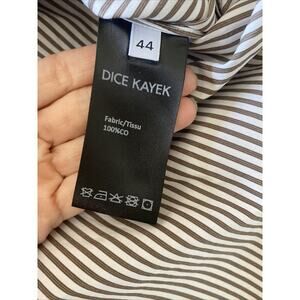 44
DICE KAYEK
Fabric/Tissu
100%CO